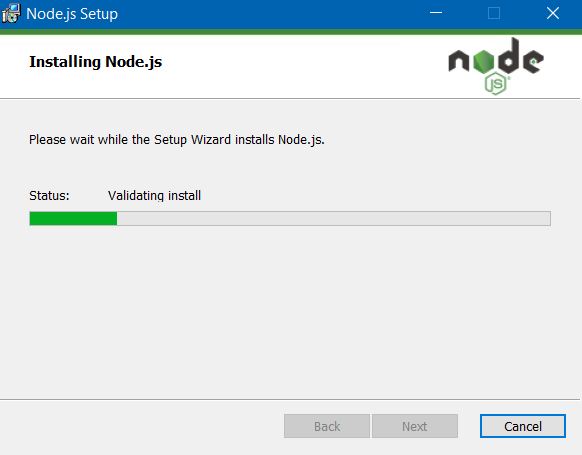 Node.js Setup
Installing Node.js
node
JS
®
Please wait while the Setup Wizard installs Node.js.
Status: Validating install
Back Next Cancel